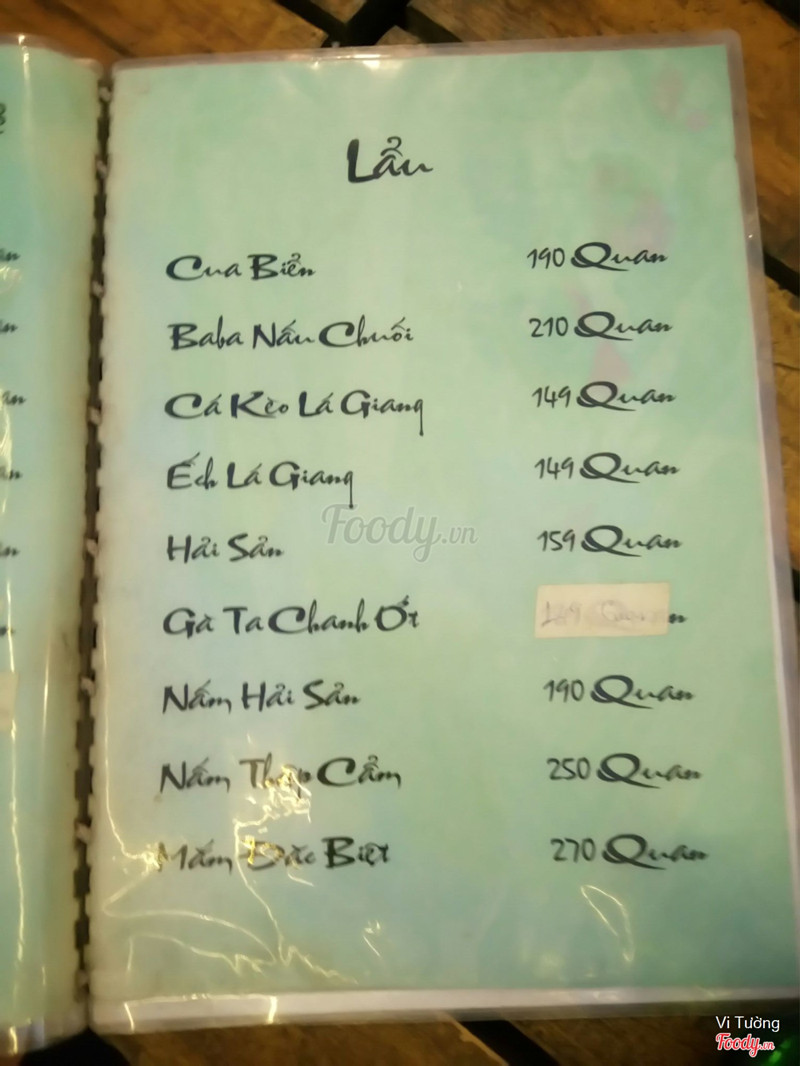 Lẩu
Cua Biển 190 Quan
Baba Nấu Chuối 210 Quan
Cá Kèo Lá Giang 149 Quan
Ếch Lá Giang 149 Quan
Foody.vn
Hải Sản 159 Quan
Gà Ta Chanh Ớt
Nấm Hải Sản 190 Quan
Nấm Thập Cẩm 250 Quan
Mắm Đặc Biệt 270 Quan
Vi Tường
Foody.vn